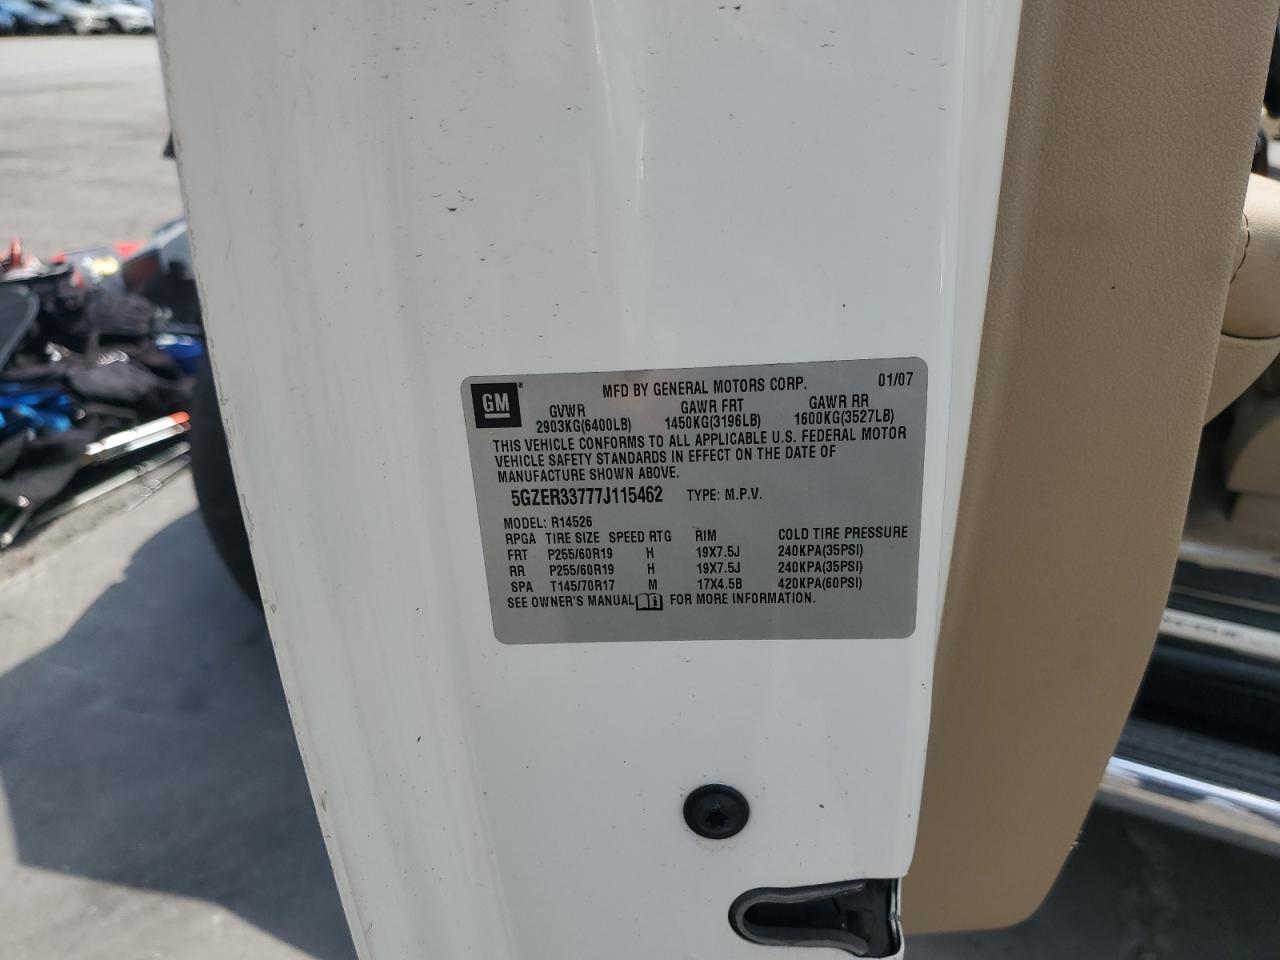 GM MFD BY GENERAL MOTORS CORP. 01/07
GVWR GAWR FRT GAWR RR
2903KG(6400LB) 1450KG(3196LB) 1600KG(3527LB)
THIS VEHICLE CONFORMS TO ALL APPLICABLE U.S. FEDERAL MOTOR
VEHICLE SAFETY STANDARDS IN EFFECT ON THE DATE OF
MANUFACTURE SHOWN ABOVE.
5GZER33777J115462 TYPE: M.P.V.
MODEL: R14526
RPGA TIRE SIZE SPEED RTG RIM COLD TIRE PRESSURE
FRT P255/60R19 H 19X7.5J 240KPA(35PSI)
RR P255/60R19 H 19X7.5J 240KPA(35PSI)
SPA T145/70R17 M 17X4.5B 420KPA(60PSI)
SEE OWNER'S MANUAL FOR MORE INFORMATION.